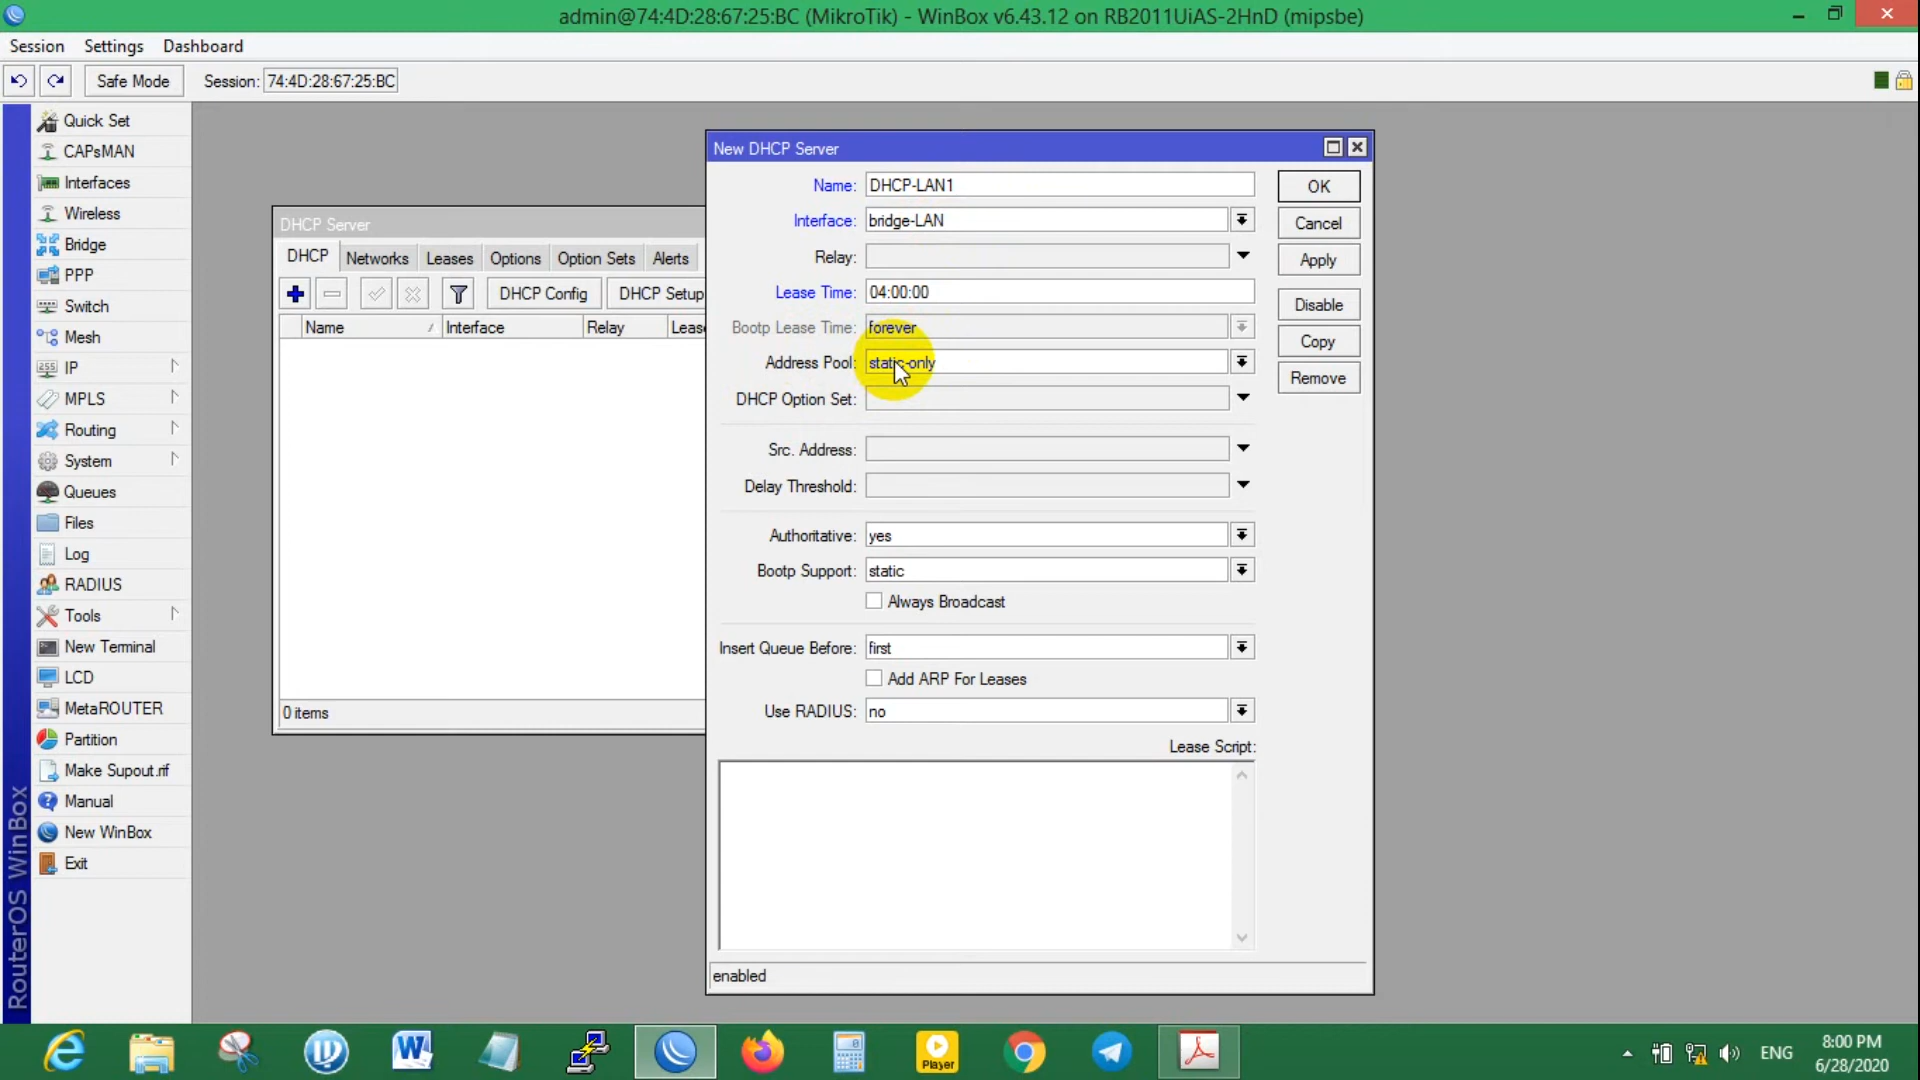 admin@74:4D:28:67:25:BC (MikroTik) - WinBox v6.43.12 on RB2011UiAS-2HnD (mipsbe)
Session Settings Dashboard
Safe Mode Session: 74:4D:28:67:25:BC
Quick Set
CAPsMAN
Interfaces
Wireless
Bridge
PPP
Switch
Mesh
255 IP
MPLS
Routing
System
Queues
Files
Log
RADIUS
Tools
New Terminal
LCD
MetaROUTER
Partition
Make Supout.rif
Manual
New WinBox
Exit
RouterOS WinBox
DHCP Server
DHCP Networks Leases Options Option Sets Alerts
DHCP Config DHCP Setup
Name Interface Relay Leas
0 items
New DHCP Server
Name: DHCP-LAN1
Interface: bridge-LAN
Relay:
Lease Time: 04:00:00
Bootp Lease Time: forever
Address Pool: static-only
DHCP Option Set:
Src. Address:
Delay Threshold:
Authoritative: yes
Bootp Support: static
Always Broadcast
Insert Queue Before: first
Add ARP For Leases
Use RADIUS: no
Lease Script:
enabled
OK
Cancel
Apply
Disable
Copy
Remove
Player
ENG
8:00 PM
6/28/2020